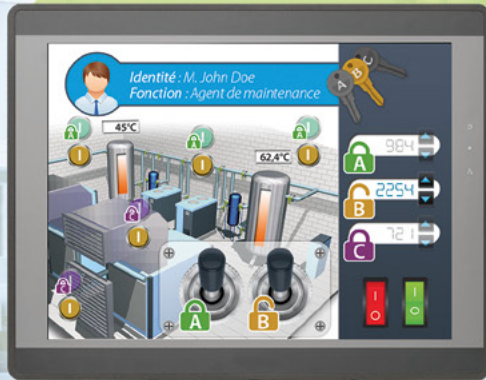 Identité : M. John Doe
Fonction : Agent de maintenance
A
B
C
45°C
62,4°C
984
A
2254
B
721
C
A
I
A
I
A
I
C
I
C
I
A
B
I
O
I
O